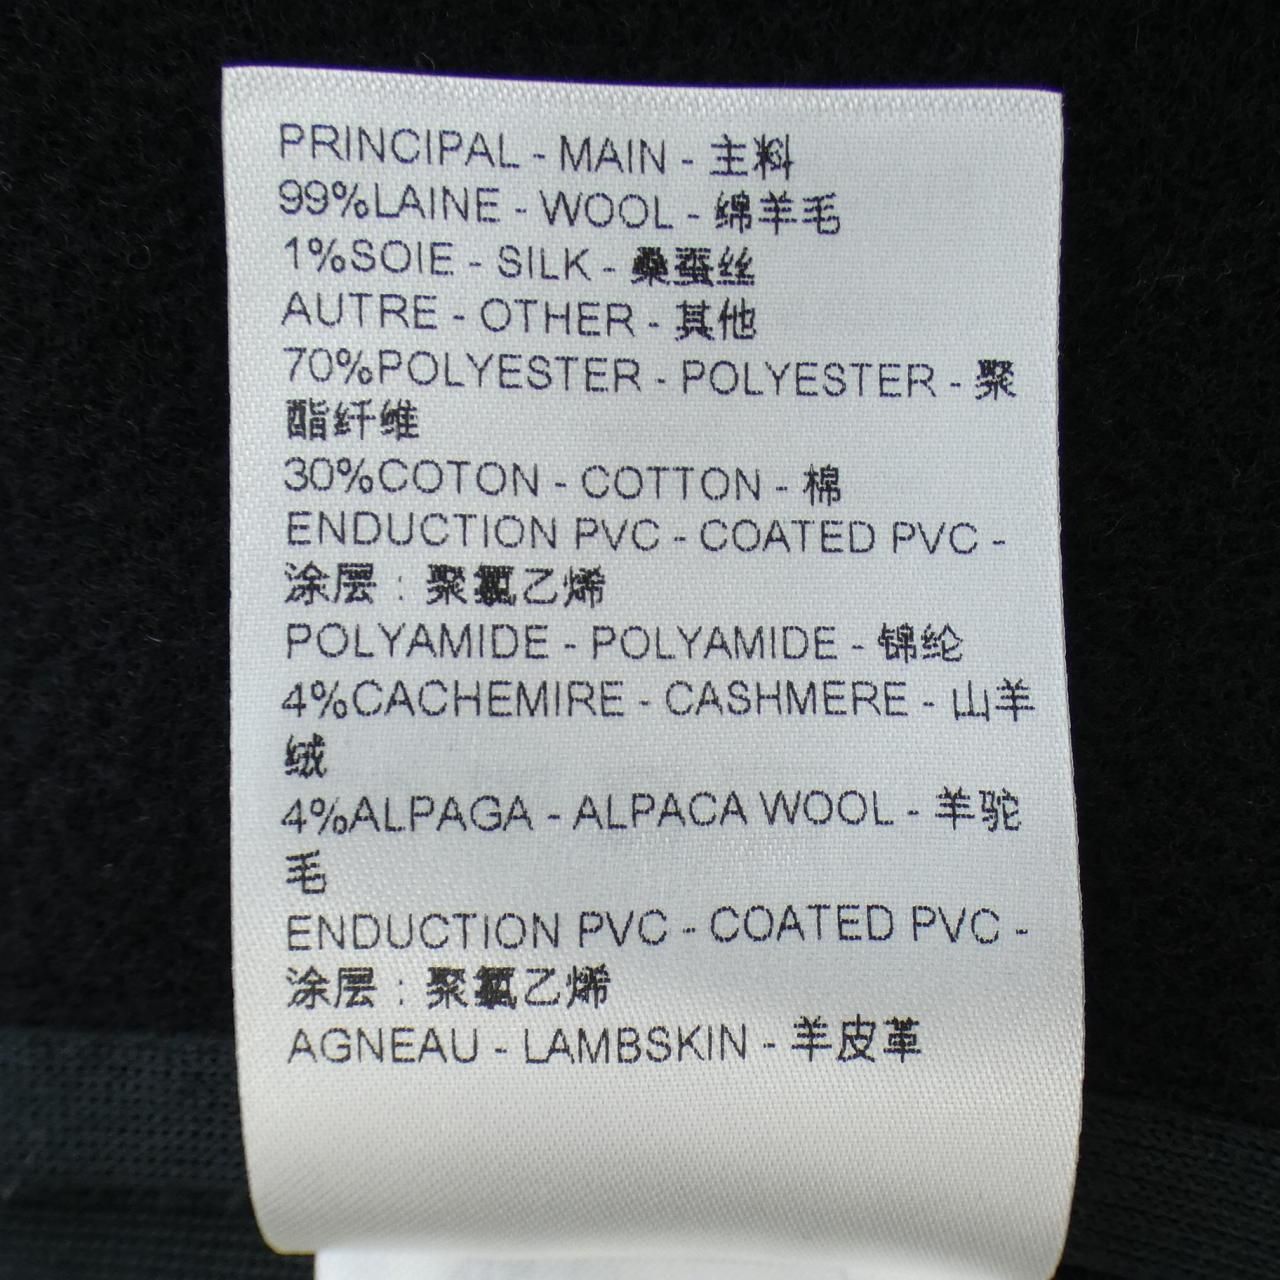 PRINCIPAL - MAIN - 主料
99%LAINE - WOOL - 绵羊毛
1%SOIE - SILK - 桑蚕丝
AUTRE - OTHER - 其他
70%POLYESTER - POLYESTER - 聚
酯纤维
30%COTON - COTTON - 棉
ENDUCTION PVC - COATED PVC -
涂层 : 聚氯乙烯
POLYAMIDE - POLYAMIDE - 锦纶
4%CACHEMIRE - CASHMERE - 山羊
绒
4%ALPAGA - ALPACA WOOL - 羊驼
毛
ENDUCTION PVC - COATED PVC -
涂层 : 聚氯乙烯
AGNEAU - LAMBSKIN - 羊皮革